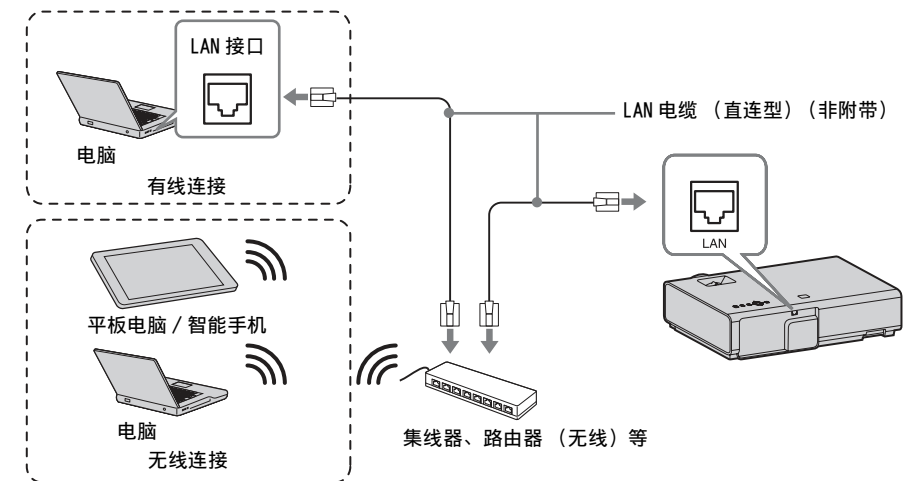 LAN 接口
电脑
有线连接
LAN 电缆 （直连型）（非附带）
LAN
平板电脑 / 智能手机
电脑
无线连接
集线器、路由器 （无线）等